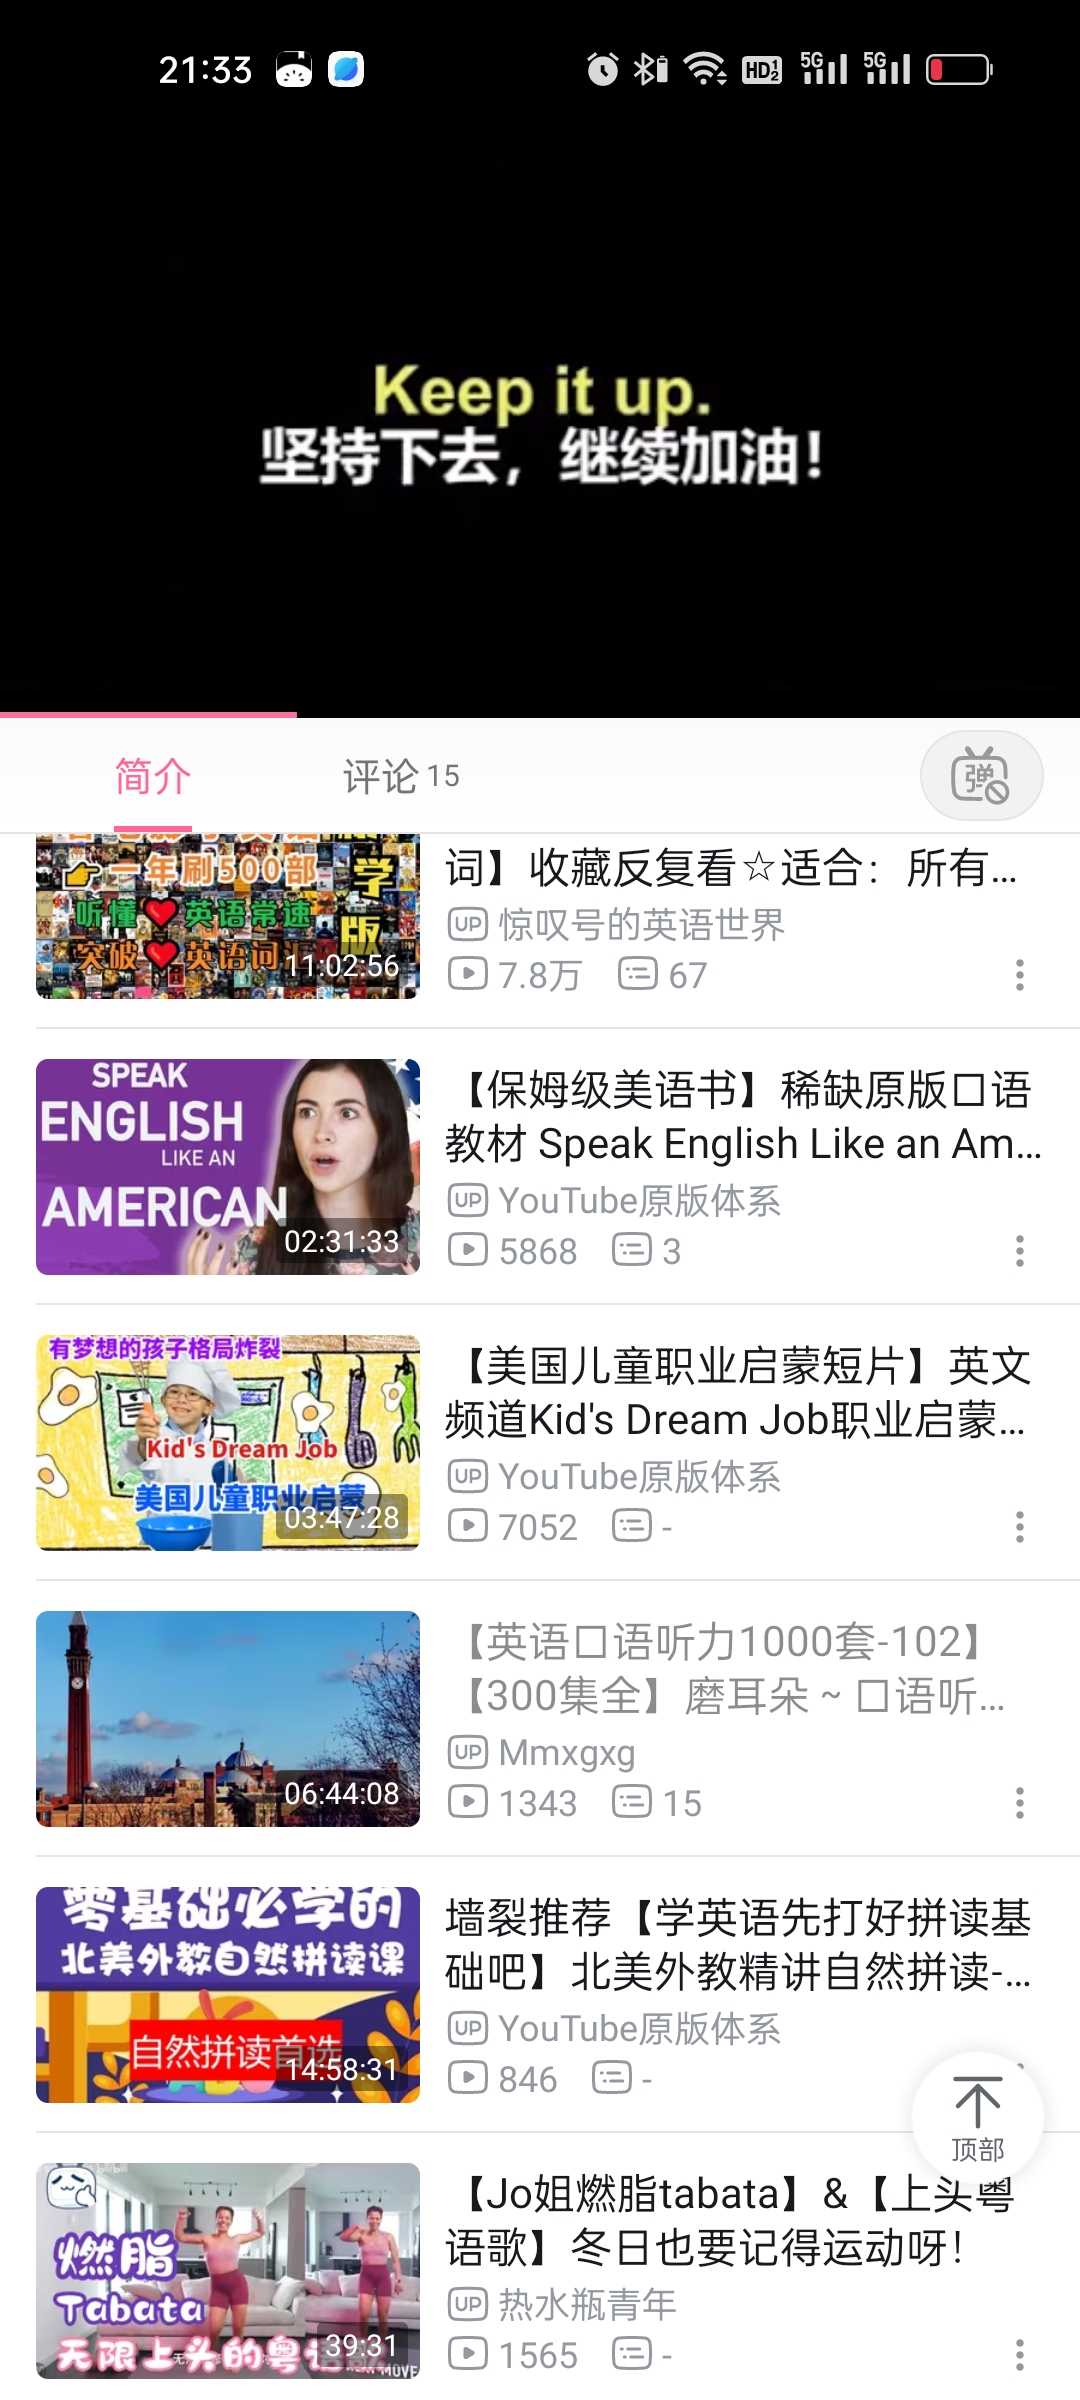 21:33
HD 1 2
5G
5G
Keep it up.
坚持下去，继续加油！
简介
评论 15
弹
一年刷500部
学
听懂❤英语常速
版
突破❤英语词汇
11:02:56
词】收藏反复看☆适合：所有...
UP 惊叹号的英语世界
7.8万 67
SPEAK
ENGLISH
LIKE AN
AMERICAN
02:31:33
【保姆级美语书】稀缺原版口语
教材 Speak English Like an Am...
UP YouTube原版体系
5868 3
有梦想的孩子格局炸裂
Kid's Dream Job
美国儿童职业启蒙
03:47:28
【美国儿童职业启蒙短片】英文
频道Kid's Dream Job职业启蒙...
UP YouTube原版体系
7052 -
06:44:08
【英语口语听力1000套-102】
【300集全】磨耳朵 ~ 口语听...
UP Mmxgxg
1343 15
零基础必学的
北美外教自然拼读课
自然拼读首选
14:58:31
墙裂推荐【学英语先打好拼读基
础吧】北美外教精讲自然拼读-...
UP YouTube原版体系
846 -
顶部
燃脂
Tabata
无限上头的粤语
39:31
MOVE
【Jo姐燃脂tabata】&【上头粤
语歌】冬日也要记得运动呀！
UP 热水瓶青年
1565 -